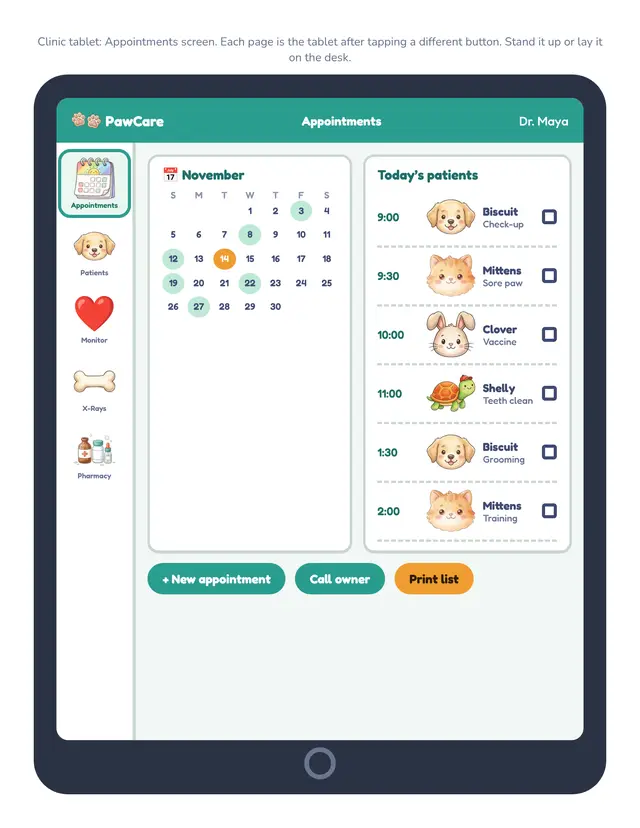 Clinic tablet: Appointments screen. Each page is the tablet after tapping a different button. Stand it up or lay it
on the desk.
PawCare
Appointments
Dr. Maya
Appointments
Patients
Monitor
X-Rays
Pharmacy
17 November
S M T W T F S
1 2 3 4
5 6 7 8 9 10 11
12 13 14 15 16 17 18
19 20 21 22 23 24 25
26 27 28 29 30
Today's patients
9:00 Biscuit
Check-up
9:30 Mittens
Sore paw
10:00 Clover
Vaccine
11:00 Shelly
Teeth clean
1:30 Biscuit
Grooming
2:00 Mittens
Training
+ New appointment
Call owner
Print list